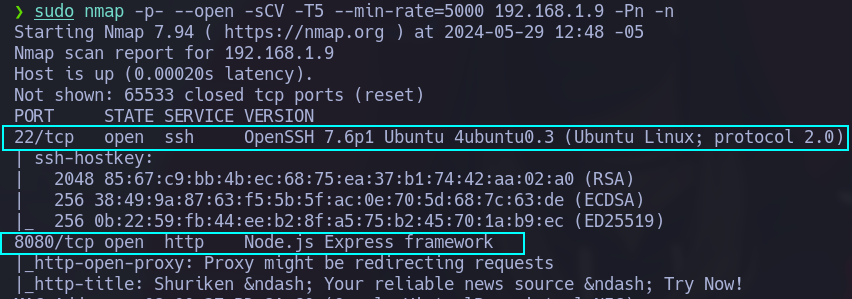 ❯ sudo nmap -p- --open -sCV -T5 --min-rate=5000 192.168.1.9 -Pn -n
Starting Nmap 7.94 ( https://nmap.org ) at 2024-05-29 12:48 -05
Nmap scan report for 192.168.1.9
Host is up (0.00020s latency).
Not shown: 65533 closed tcp ports (reset)
PORT     STATE SERVICE VERSION
22/tcp   open  ssh     OpenSSH 7.6p1 Ubuntu 4ubuntu0.3 (Ubuntu Linux; protocol 2.0)
| ssh-hostkey:
|   2048 85:67:c9:bb:4b:ec:68:75:ea:37:b1:74:42:aa:02:a0 (RSA)
|   256 38:49:9a:87:63:f5:5b:5f:ac:0e:70:5d:68:7c:63:de (ECDSA)
|_  256 0b:22:59:fb:44:ee:b2:8f:a5:75:b2:45:70:1a:b9:ec (ED25519)
8080/tcp open  http    Node.js Express framework
|_http-open-proxy: Proxy might be redirecting requests
|_http-title: Shuriken &ndash; Your reliable news source &ndash; Try Now!